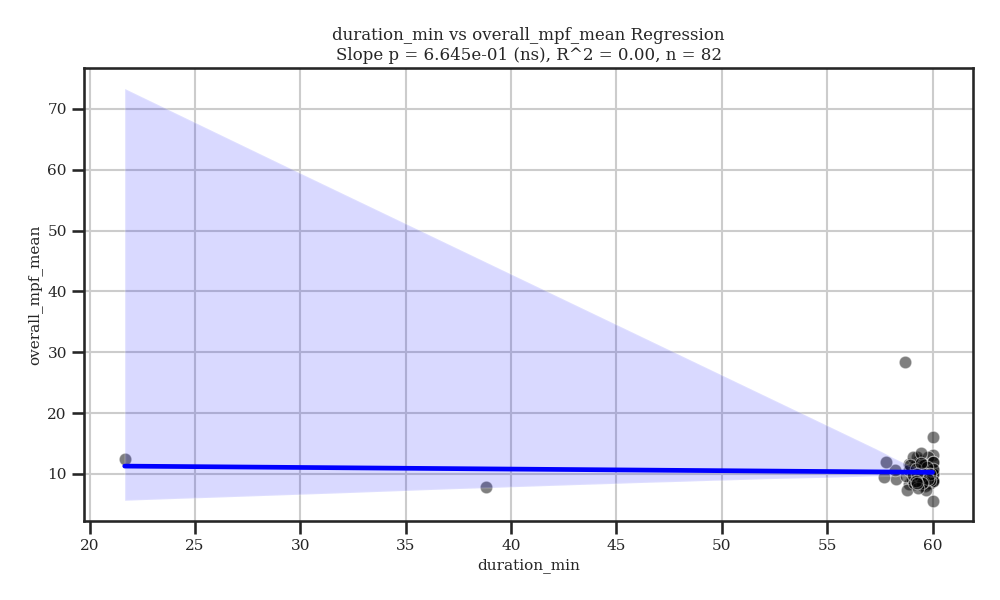 duration_min vs overall_mpf_mean Regression
Slope p = 6.645e-01 (ns), R^2 = 0.00, n = 82
70
60
50
40
30
20
10
overall_mpf_mean
20 25 30 35 40 45 50 55 60
duration_min